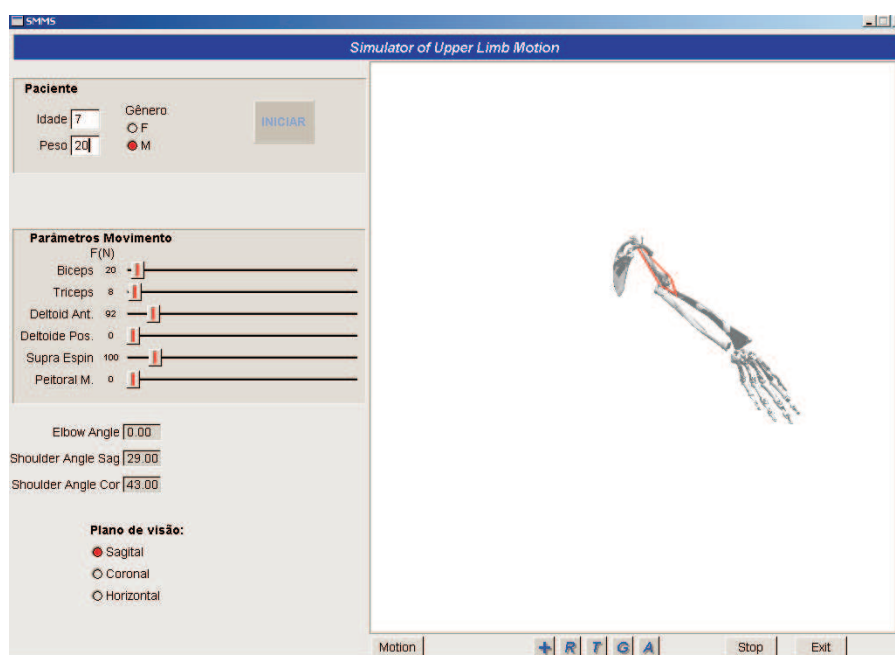 SMMS
Simulator of Upper Limb Motion
Paciente
Idade 7
Peso 20
Gênero
F
M
INICIAR
Parâmetros Movimento
F(N)
Biceps 20
Triceps 8
Deltoid Ant. 92
Deltoide Pos. 0
Supra Espin 100
Peitoral M. 0
Elbow Angle 0.00
Shoulder Angle Sag 29.00
Shoulder Angle Cor 43.00
Plano de visão:
Sagital
Coronal
Horizontal
Motion + R T G A Stop Exit